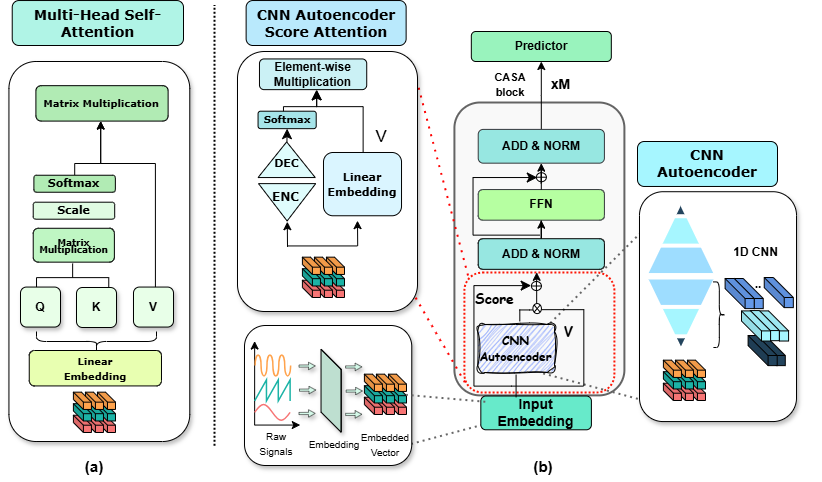 Multi-Head Self-
Attention
Matrix Multiplication
Softmax
Scale
Matrix
Multiplication
Q
K
V
Linear
Embedding
(a)
CNN Autoencoder
Score Attention
Element-wise
Multiplication
Softmax
V
DEC
ENC
Linear
Embedding
Raw
Signals
Embedding
Embedded
Vector
Predictor
CASA
block
xM
ADD & NORM
FFN
ADD & NORM
Score
V
CNN
Autoencoder
Input
Embedding
(b)
CNN
Autoencoder
1D CNN